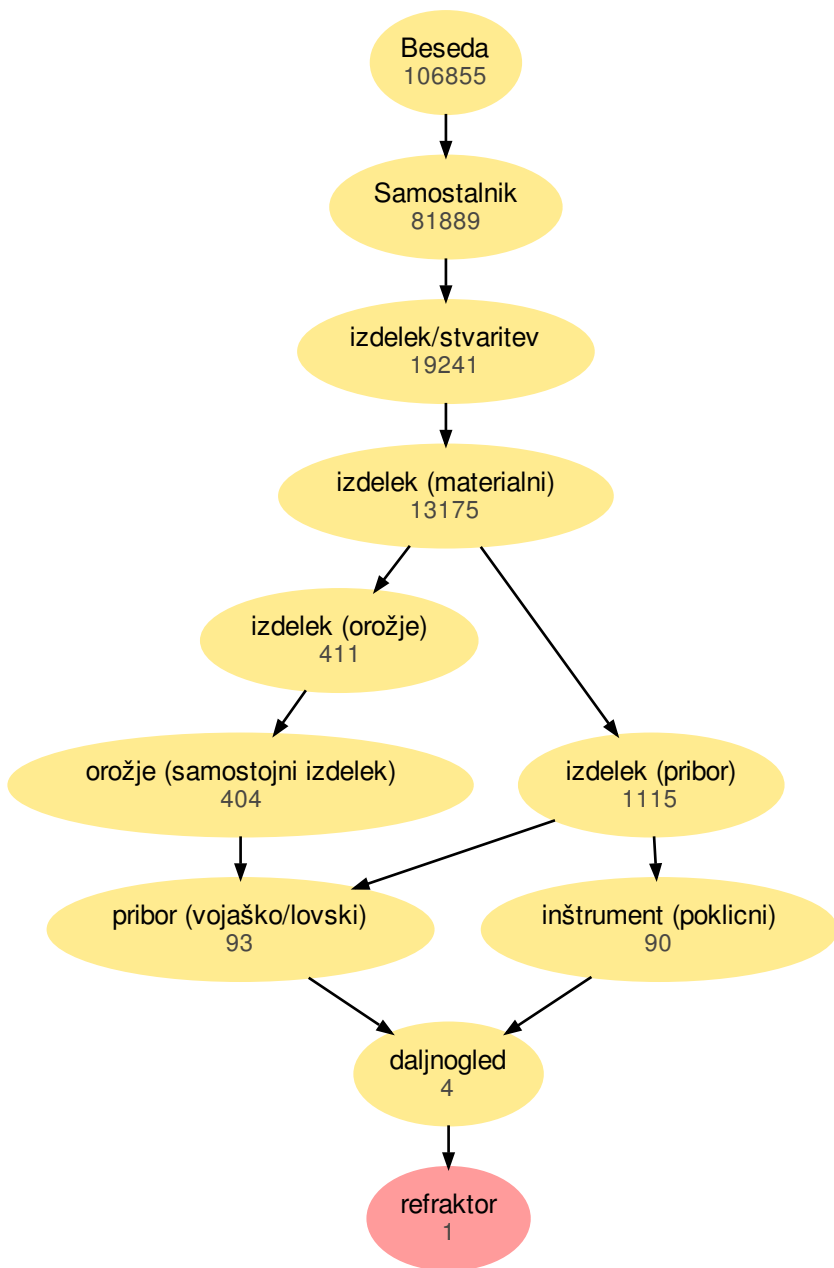 Beseda
106855
Samostalnik
81889
izdelek/stvaritev
19241
izdelek (materialni)
13175
izdelek (orožje)
411
orožje (samostojni izdelek)
404
izdelek (pribor)
1115
pribor (vojaško/lovski)
93
inštrument (poklicni)
90
daljnogled
4
refraktor
1